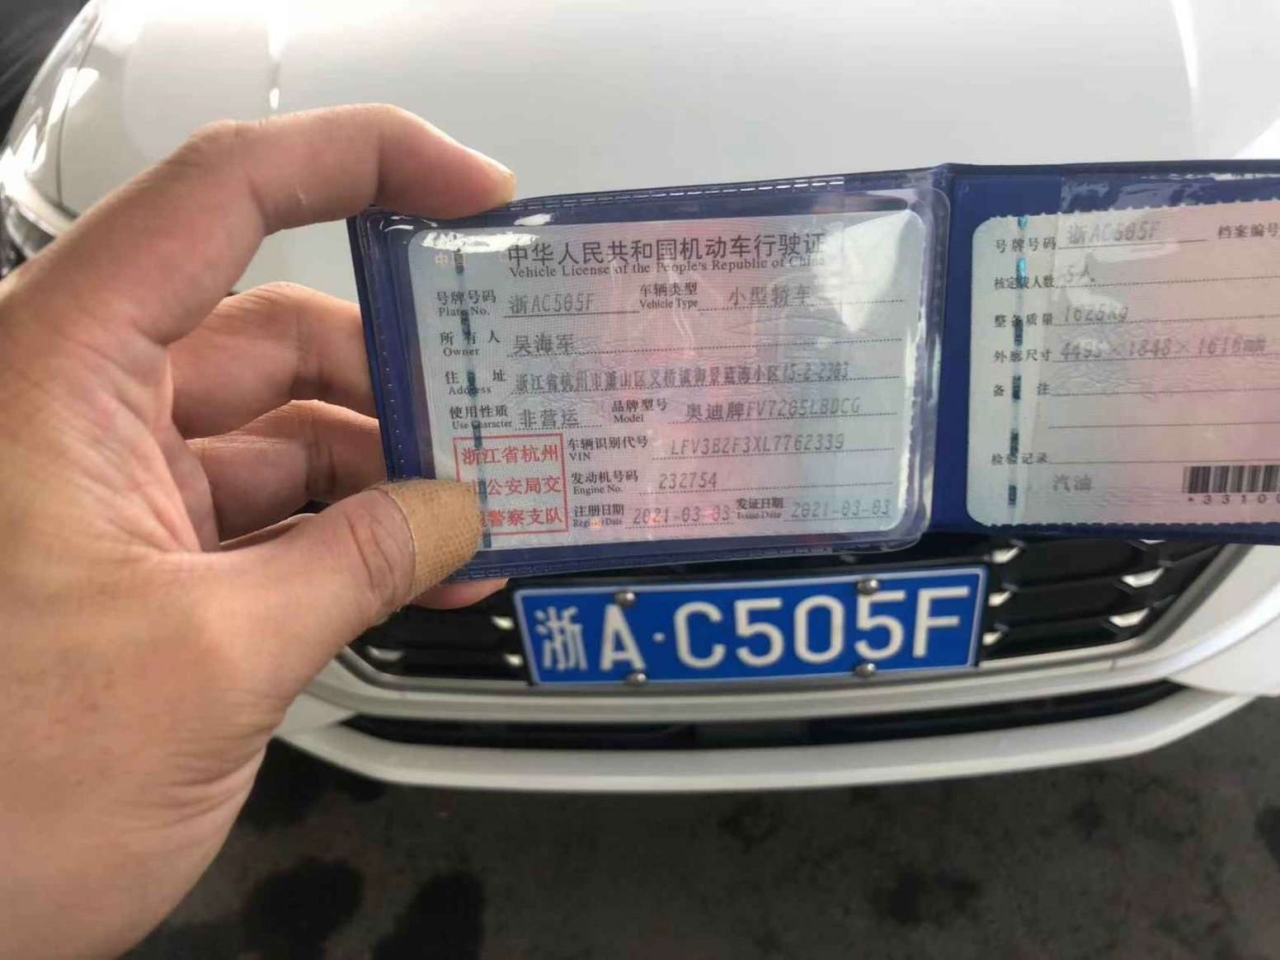 中华人民共和国机动车行驶证
Vehicle License of the People's Republic of China
号牌号码 浙AC505F 车辆类型 小型轿车
Plate No. Vehicle Type
所有人 吴海军
Owner
住址 浙江省杭州市萧山区义桥镇御景蓝湾小区15-2-2303
Address
使用性质 非营运 品牌型号 奥迪牌FV7205LBDCG
Use Character Model
浙江省杭州
公安局交
警察支队
车辆识别代号 LFV3B2F3XL7762339
VIN
发动机号码 232754
Engine No.
注册日期 2021-03-03 发证日期 2021-03-03
Register Date Issue Date
号牌号码 浙AC505F 档案编号
核定载人数 5人
整备质量 1625kg
外廓尺寸 4495×1848×1616mm
备注
检验记录
汽油
*3310
浙A·C505F